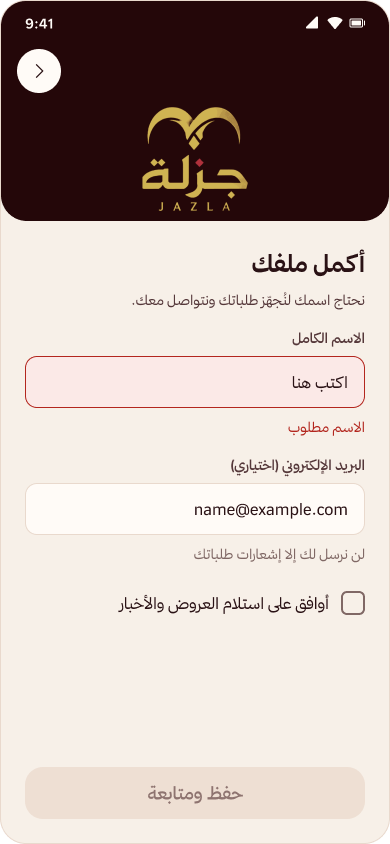 9:41
جزلة
JAZLA
أكمل ملفك
نحتاج اسمك لنُجهّز طلباتك ونتواصل معك.
الاسم الكامل
اكتب هنا
الاسم مطلوب
البريد الإلكتروني (اختياري)
name@example.com
لن نرسل لك إلا إشعارات طلباتك
أوافق على استلام العروض والأخبار
حفظ ومتابعة